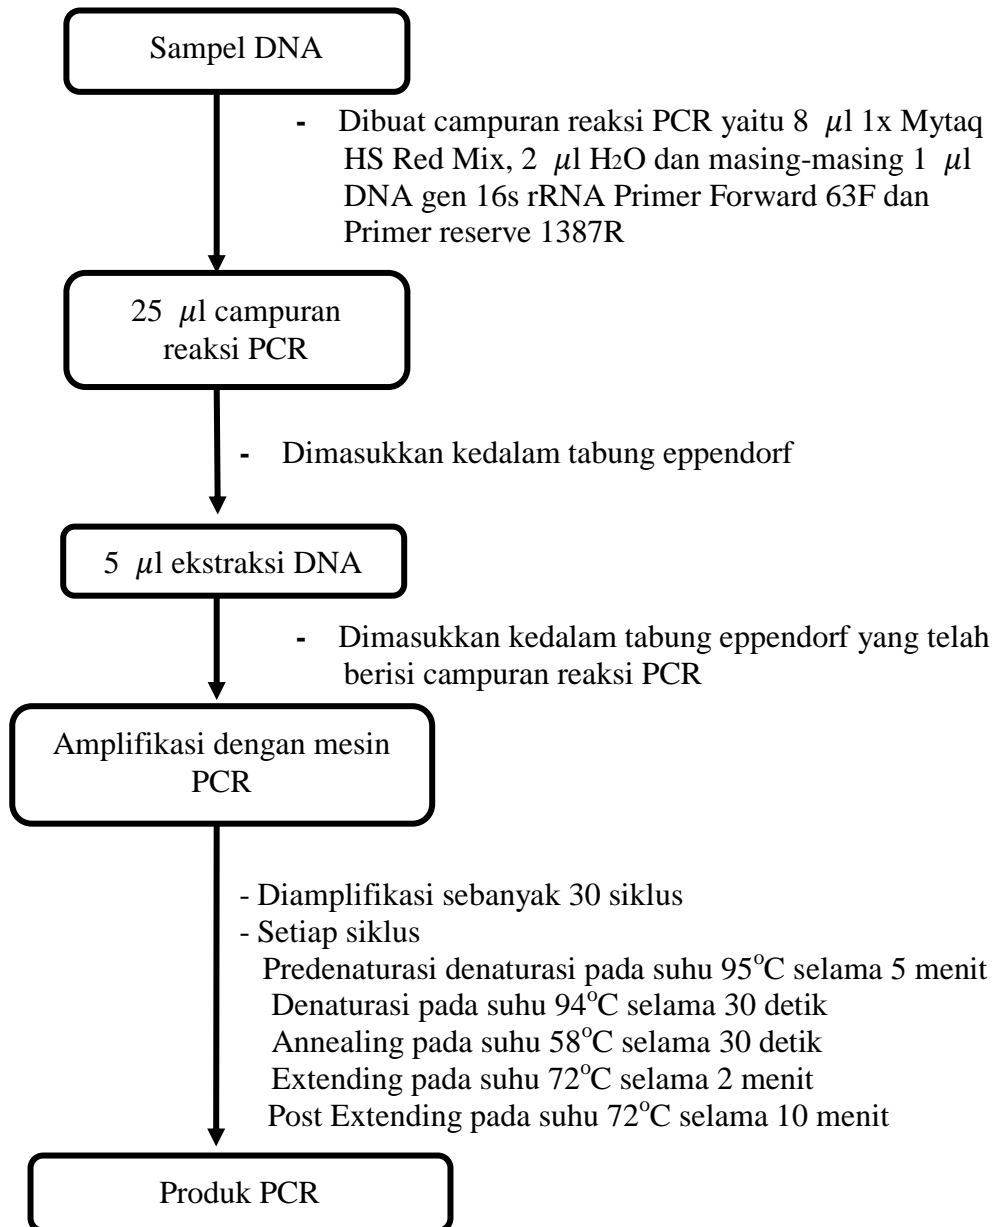 Sampel DNA
- Dibuat campuran reaksi PCR yaitu 8 µl 1x Mytaq
HS Red Mix, 2 µl H2O dan masing-masing 1 µl
DNA gen 16s rRNA Primer Forward 63F dan
Primer reserve 1387R
25 µl campuran
reaksi PCR
- Dimasukkan kedalam tabung eppendorf
5 µl ekstraksi DNA
- Dimasukkan kedalam tabung eppendorf yang telah
berisi campuran reaksi PCR
Amplifikasi dengan mesin
PCR
- Diamplifikasi sebanyak 30 siklus
- Setiap siklus
Predenaturasi denaturasi pada suhu 95°C selama 5 menit
Denaturasi pada suhu 94°C selama 30 detik
Annealing pada suhu 58°C selama 30 detik
Extending pada suhu 72°C selama 2 menit
Post Extending pada suhu 72°C selama 10 menit
Produk PCR